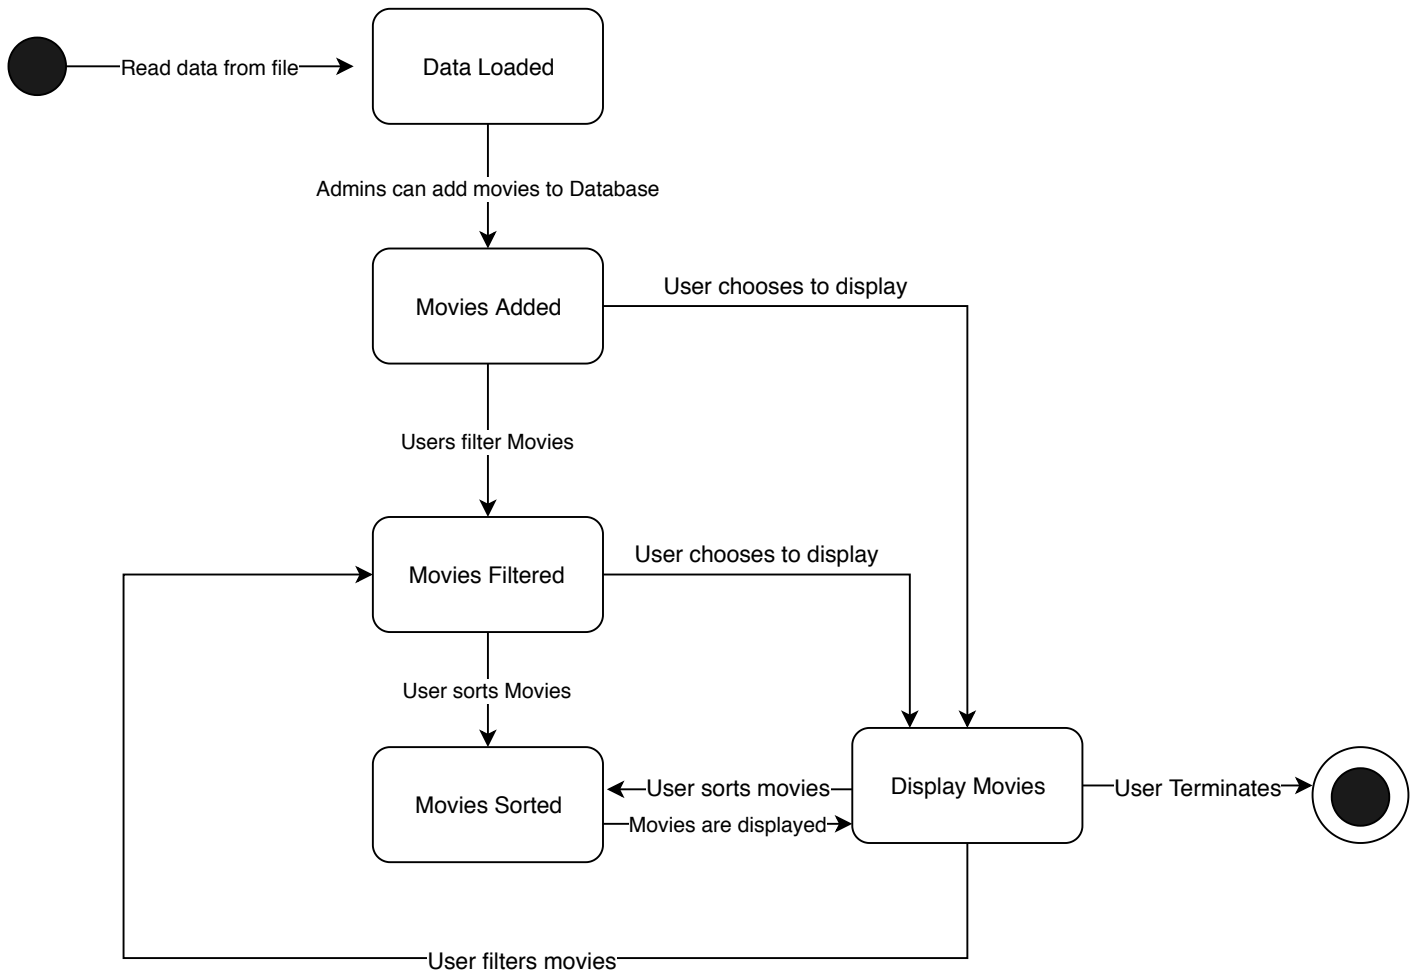 Read data from file
Data Loaded
Admins can add movies to Database
Movies Added
User chooses to display
Users filter Movies
Movies Filtered
User chooses to display
User sorts Movies
Movies Sorted
User sorts movies
Movies are displayed
Display Movies
User Terminates
User filters movies